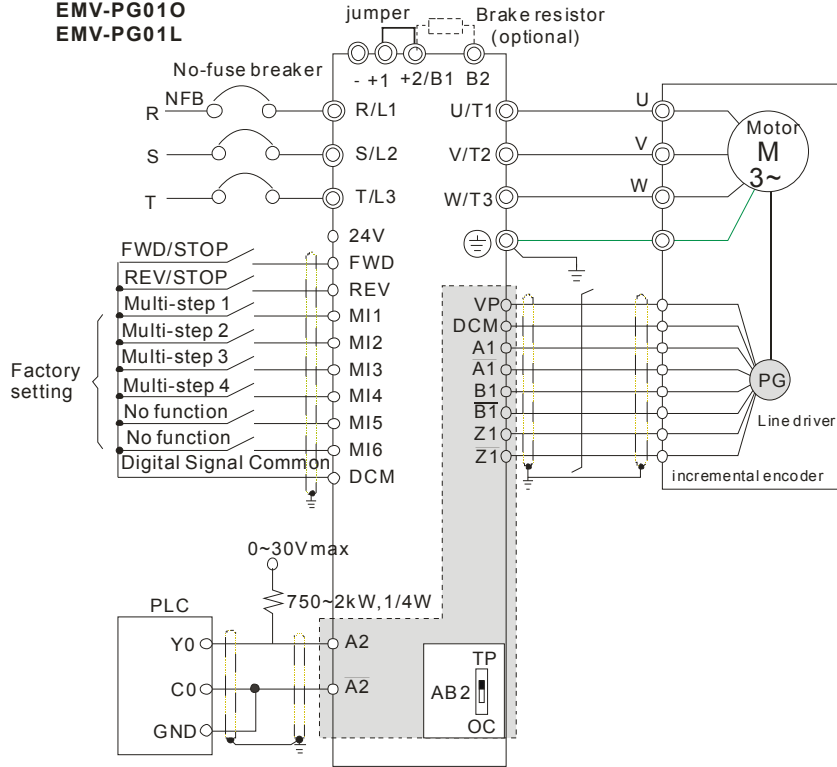 EMV-PG01O
EMV-PG01L
jumper
Brake resistor
(optional)
No-fuse breaker
- +1 +2/B1 B2
NFB
R
R/L1
U/T1
U
S
S/L2
V/T2
V
T
T/L3
W/T3
W
Motor
M
3~
24V
FWD/STOP
FWD
REV/STOP
REV
Multi-step 1
MI1
Multi-step 2
MI2
Multi-step 3
MI3
Multi-step 4
MI4
No function
MI5
No function
MI6
Digital Signal Common
DCM
Factory
setting
VP
DCM
A1
A1
B1
B1
Z1
Z1
PG
Line driver
incremental encoder
0~30Vmax
750~2kW,1/4W
PLC
Y0
A2
C0
A2
GND
TP
AB2
OC